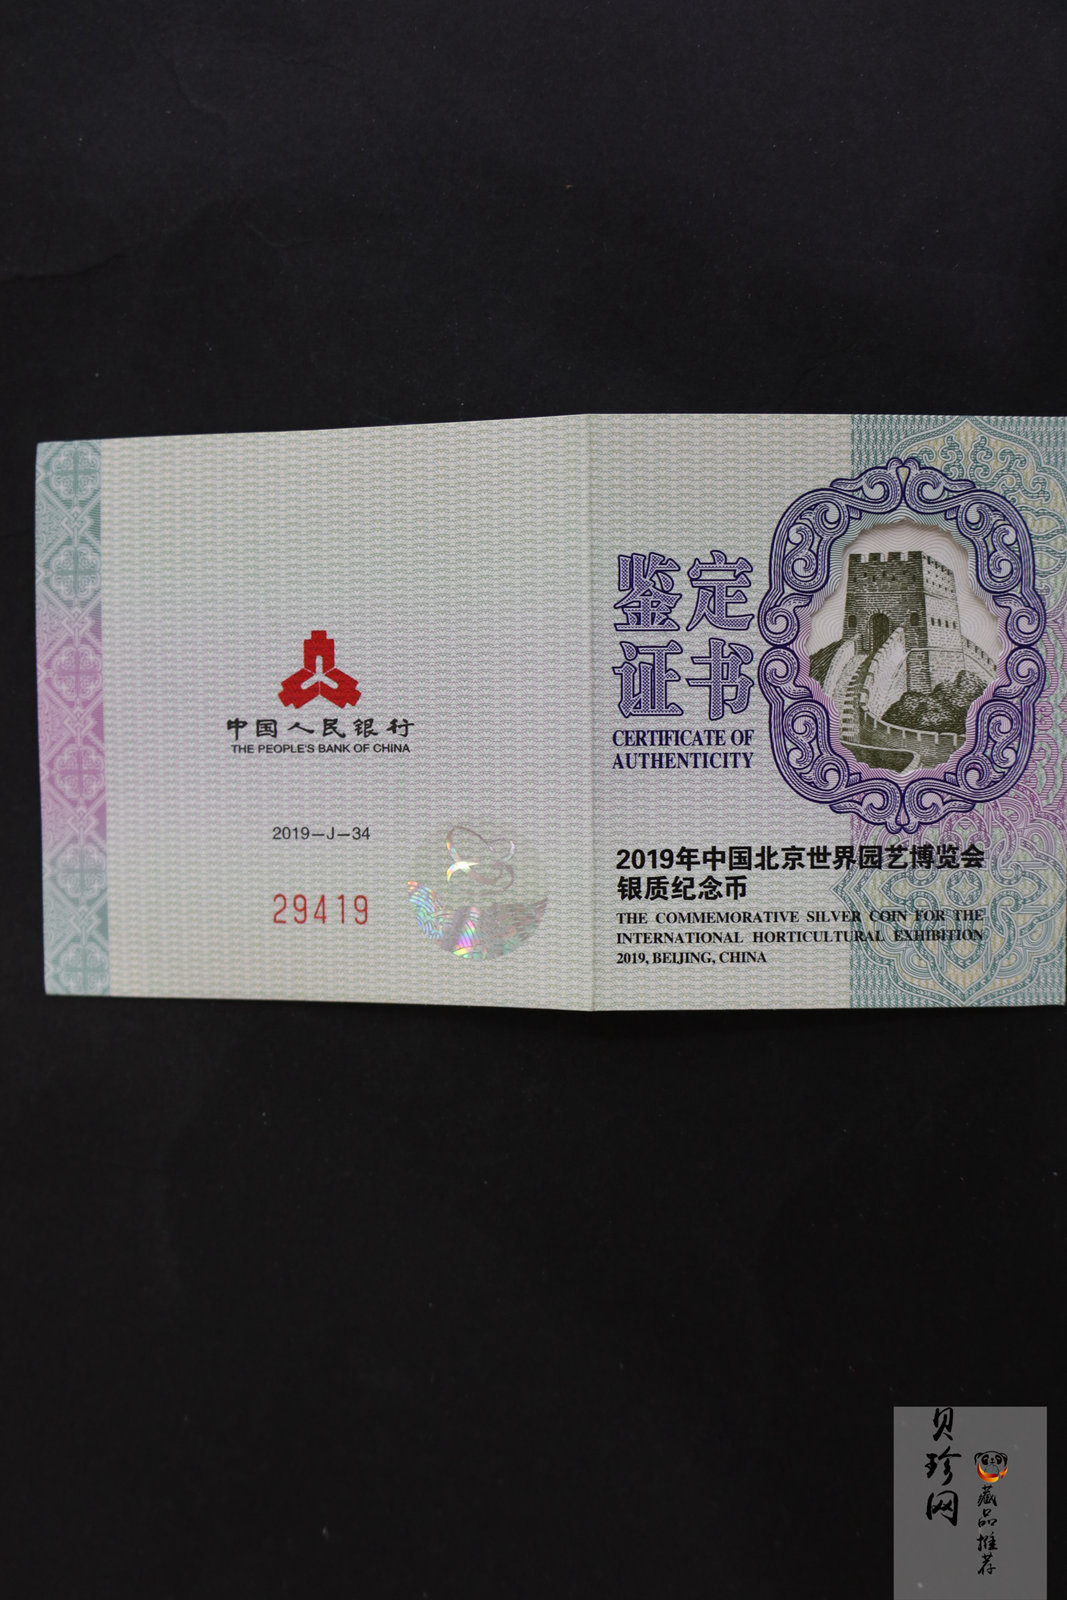 中国人民银行
THE PEOPLE'S BANK OF CHINA
2019－J－34
29419
鉴定
证书
CERTIFICATE OF
AUTHENTICITY
2019年中国北京世界园艺博览会
银质纪念币
THE COMMEMORATIVE SILVER COIN FOR THE
INTERNATIONAL HORTICULTURAL EXHIBITION
2019, BEIJING, CHINA
贝珍网
藏品推荐